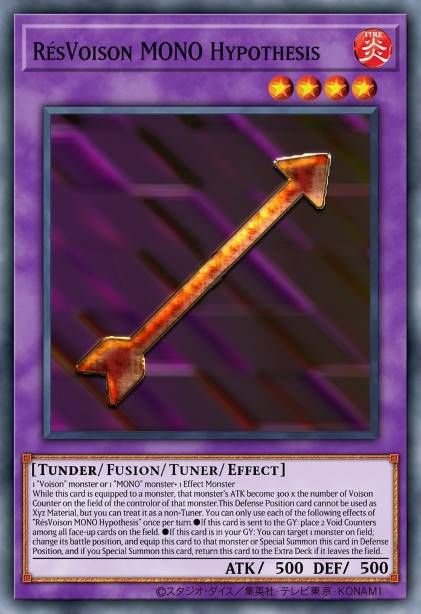 RésVoison MONO Hypothesis
FIRE
炎
[Tunder/Fusion/Tuner/Effect]
1 "Voison" monster or 1 "MONO" monster+ 1 Effect Monster
While this card is equipped to a monster, that monster's ATK become 300 x the number of Voison
Counter on the field of the controlor of that monster.This Defense Position card cannot be used as
Xyz Material, but you can treat it as a non-Tuner. You can only use each of the following effects of
"RésVoison MONO Hypothesis" once per turn.●If this card is sent to the GY: place 2 Void Counters
among all face-up cards on the field. ●If this card is in your GY: You can target 1 monster on field;
change its battle position, and equip this card to that monster or Special Summon this card in Defense
Position, and if you Special Summon this card, return this card to the Extra Deck if it leaves the field.
ATK/ 500 DEF/ 500
©スタジオ・ダイス/集英社・テレビ東京・KONAMI